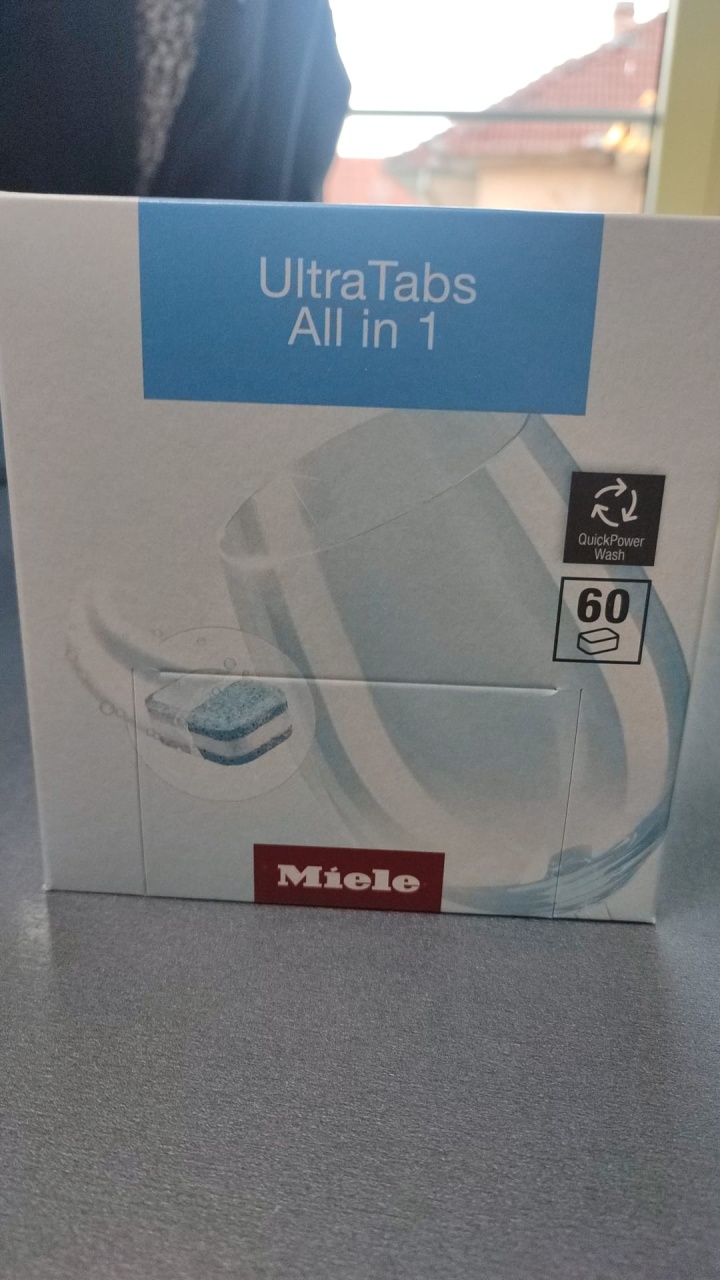 UltraTabs
All in 1
QuickPower
Wash
60
Miele